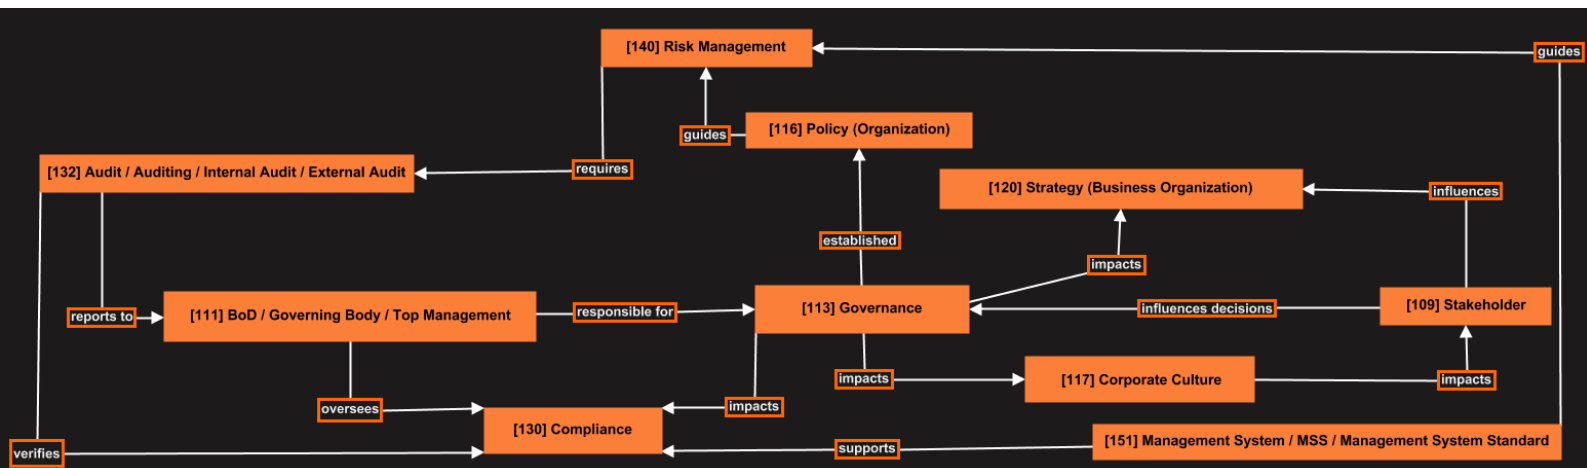 [140] Risk Management
guides
[116] Policy (Organization)
guides
[132] Audit / Auditing / Internal Audit / External Audit
requires
[120] Strategy (Business Organization)
influences
established
impacts
[111] BoD / Governing Body / Top Management
reports to
responsible for
[113] Governance
influences decisions
[109] Stakeholder
impacts
[117] Corporate Culture
impacts
oversees
impacts
[130] Compliance
verifies
supports
[151] Management System / MSS / Management System Standard